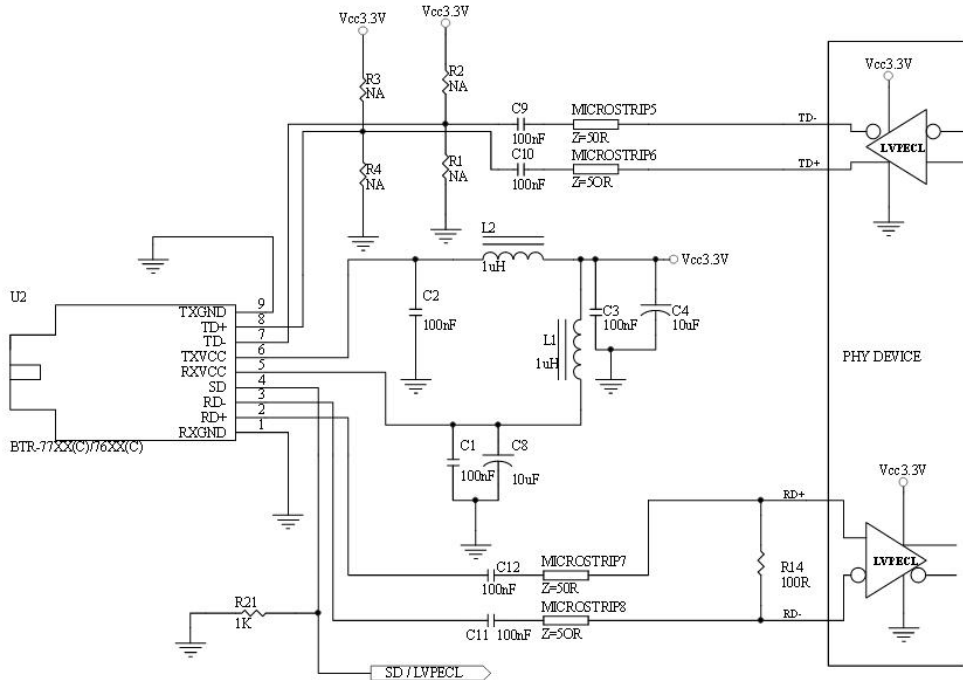 Vcc3.3V
Vcc3.3V
R3
NA
R2
NA
Vcc3.3V
C9
100nF
MICROSTRIP5
Z=50R
TD-
LVPECL
C10
100nF
MICROSTRIP6
Z=5OR
TD+
R4
NA
R1
NA
L2
1uH
Vcc3.3V
U2
C2
100nF
C3
100nF
C4
10uF
L1
1uH
PHY DEVICE
TXGND 9
TD+ 8
TD- 7
TXVCC 6
RXVCC 5
SD 4
RD- 3
RD+ 2
RXGND 1
BTR-77XX(C)/76XX(C)
C1
100nF
C8
10uF
Vcc3.3V
RD+
C12
100nF
MICROSTRIP7
Z=50R
R14
100R
LVPECL
R21
1K
C11 100nF
MICROSTRIP8
Z=5OR
RD-
SD / LVPECL